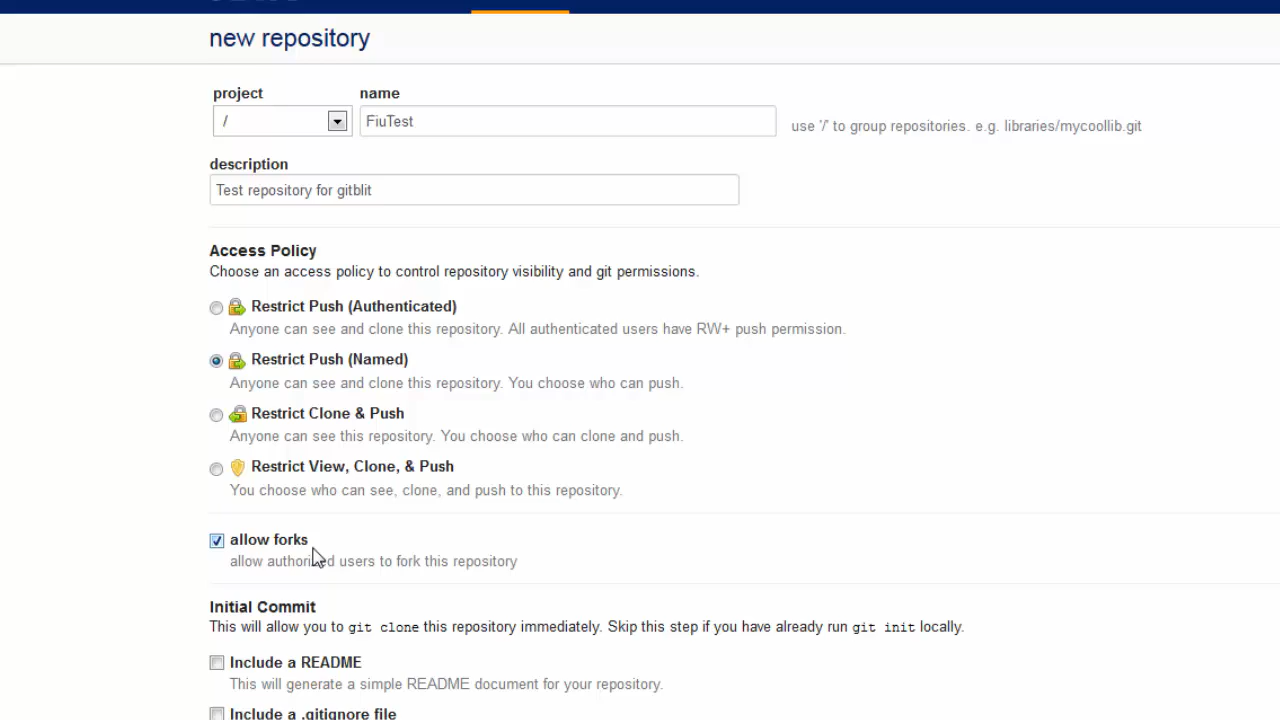 new repository
project name
/ FiuTest use '/' to group repositories. e.g. libraries/mycoollib.git
description
Test repository for gitblit
Access Policy
Choose an access policy to control repository visibility and git permissions.
Restrict Push (Authenticated)
Anyone can see and clone this repository. All authenticated users have RW+ push permission.
Restrict Push (Named)
Anyone can see and clone this repository. You choose who can push.
Restrict Clone & Push
Anyone can see this repository. You choose who can clone and push.
Restrict View, Clone, & Push
You choose who can see, clone, and push to this repository.
allow forks
allow authorized users to fork this repository
Initial Commit
This will allow you to git clone this repository immediately. Skip this step if you have already run git init locally.
Include a README
This will generate a simple README document for your repository.
Include a .gitignore file